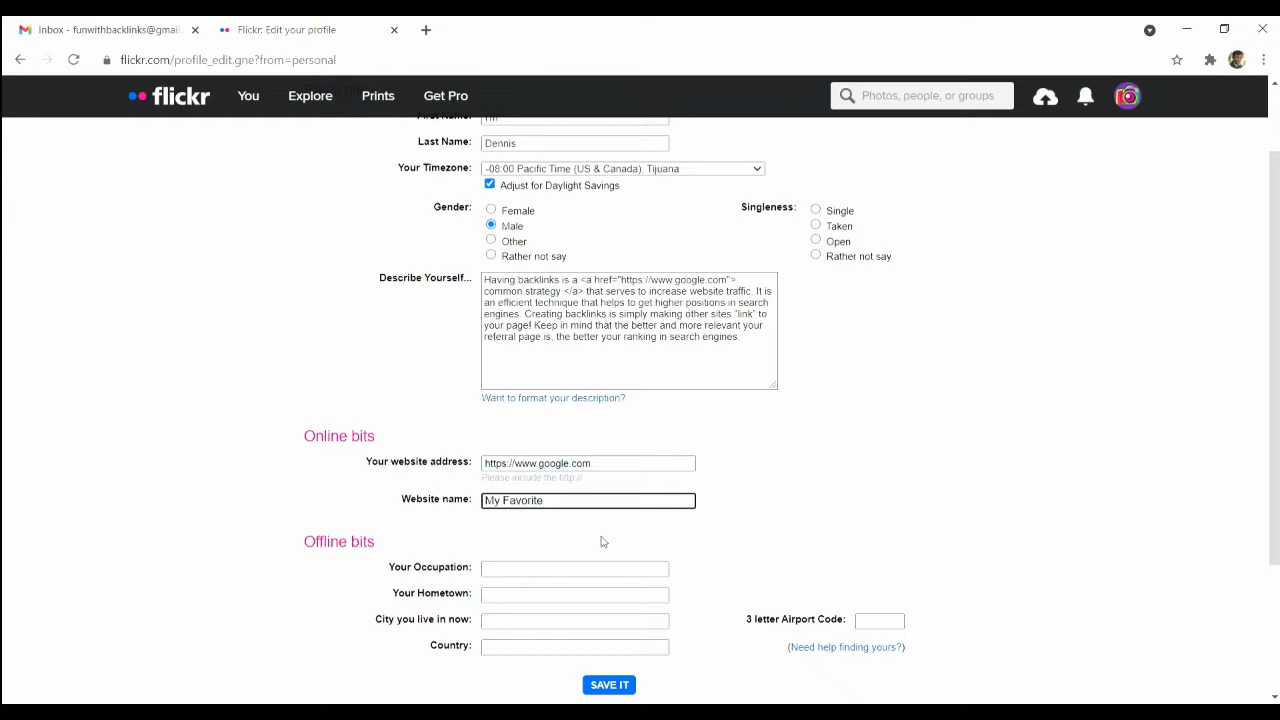 Inbox - funwithbacklinks@gmail
Flickr: Edit your profile
flickr.com/profile_edit.gne?from=personal
flickr
You
Explore
Prints
Get Pro
Photos, people, or groups
First Name:
Last Name:
Dennis
Your Timezone:
-08:00 Pacific Time (US & Canada); Tijuana
Adjust for Daylight Savings
Gender:
Female
Male
Other
Rather not say
Singleness:
Single
Taken
Open
Rather not say
Describe Yourself...
Having backlinks is a <a href="https://www.google.com">
common strategy </a> that serves to increase website traffic. It is
an efficient technique that helps to get higher positions in search
engines. Creating backlinks is simply making other sites “link” to
your page! Keep in mind that the better and more relevant your
referral page is, the better your ranking in search engines.
Want to format your description?
Online bits
Your website address:
https://www.google.com
Please include the http://
Website name:
My Favorite
Offline bits
Your Occupation:
Your Hometown:
City you live in now:
3 letter Airport Code:
Country:
(Need help finding yours?)
SAVE IT